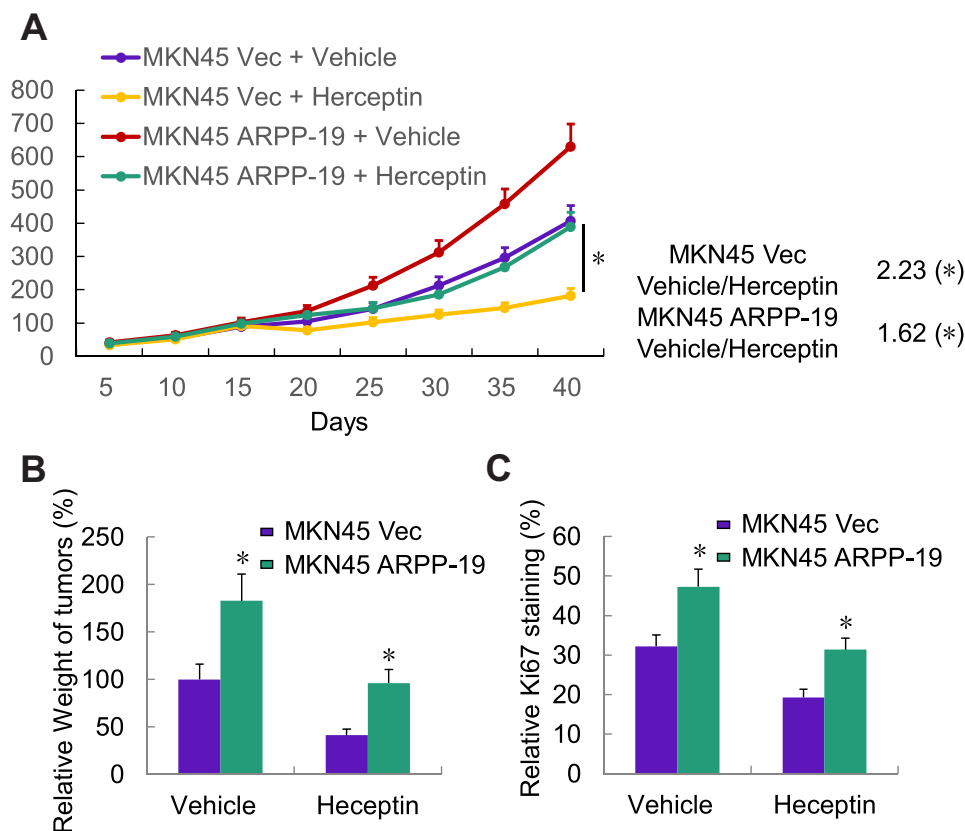 A
MKN45 Vec + Vehicle
MKN45 Vec + Herceptin
MKN45 ARPP-19 + Vehicle
MKN45 ARPP-19 + Herceptin
800
700
600
500
400
300
200
100
0
5 10 15 20 25 30 35 40
Days
*
MKN45 Vec
Vehicle/Herceptin 2.23 (*)
MKN45 ARPP-19
Vehicle/Herceptin 1.62 (*)
B
Relative Weight of tumors (%)
MKN45 Vec
MKN45 ARPP-19
250
200
150
100
50
0
*
*
Vehicle Heceptin
C
Relative Ki67 staining (%)
MKN45 Vec
MKN45 ARPP-19
60
50
40
30
20
10
0
*
*
Vehicle Heceptin